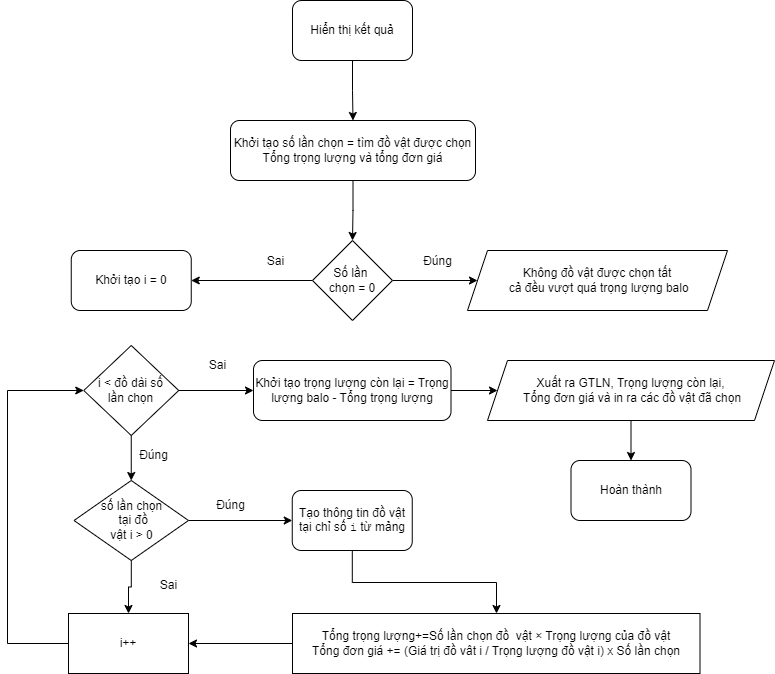 Hiển thị kết quả
Khởi tạo số lần chọn = tìm đồ vật được chọn
Tổng trọng lượng và tổng đơn giá
Sai
Số lần
chọn = 0
Đúng
Khởi tạo i = 0
Không đồ vật được chọn tất
cả đều vượt quá trọng lượng balo
i < đồ dài số
lần chọn
Sai
Khởi tạo trọng lượng còn lại = Trọng
lượng balo - Tổng trọng lượng
Xuất ra GTLN, Trọng lượng còn lại,
Tổng đơn giá và in ra các đồ vật đã chọn
Đúng
Hoàn thành
số lần chọn
tại đồ
vật i > 0
Đúng
Tạo thông tin đồ vật
tại chỉ số i từ mảng
Sai
i++
Tổng trọng lượng+=Số lần chọn đồ vật × Trọng lượng của đồ vật
Tổng đơn giá += (Giá trị đồ vât i / Trọng lượng đồ vật i) x Số lần chọn